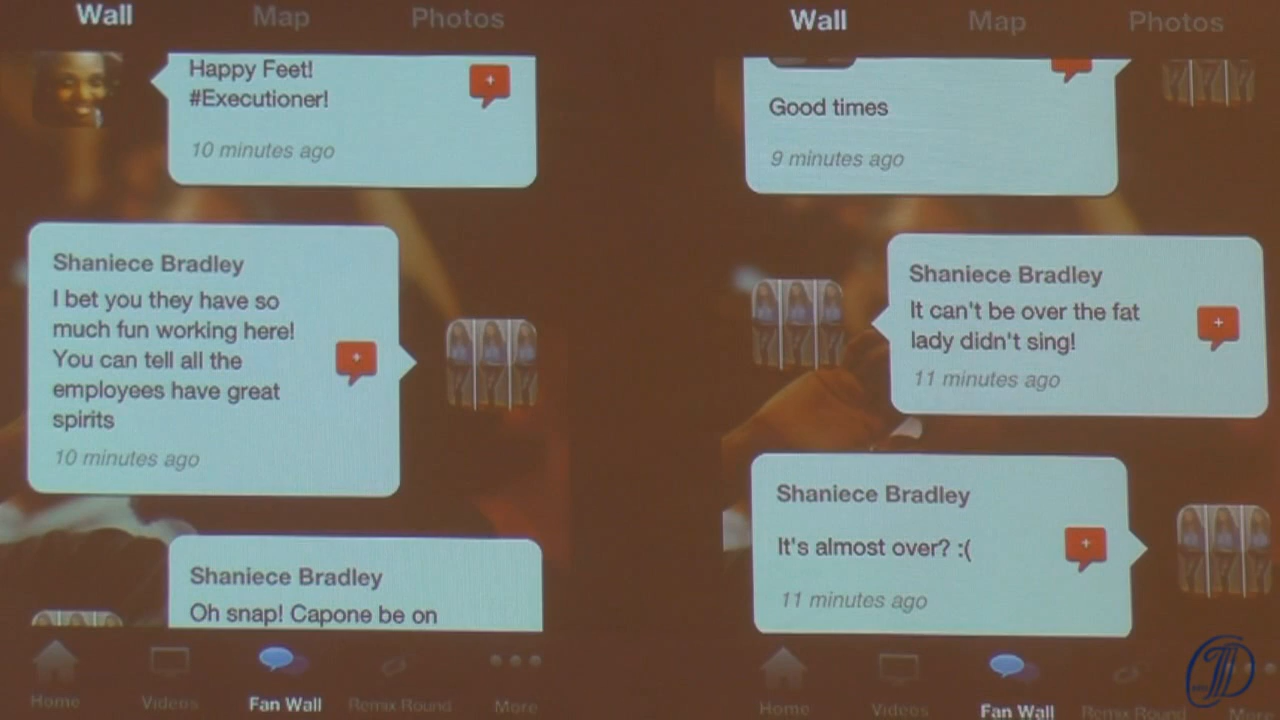 Wall Map Photos
Happy Feet!
#Executioner!
10 minutes ago
Shaniece Bradley
I bet you they have so
much fun working here!
You can tell all the
employees have great
spirits
10 minutes ago
Shaniece Bradley
Oh snap! Capone be on
Home Videos Fan Wall Remix Round More
Wall Map Photos
Good times
9 minutes ago
Shaniece Bradley
It can't be over the fat
lady didn't sing!
11 minutes ago
Shaniece Bradley
It's almost over? :(
11 minutes ago
Home Videos Fan Wall Remix Round More